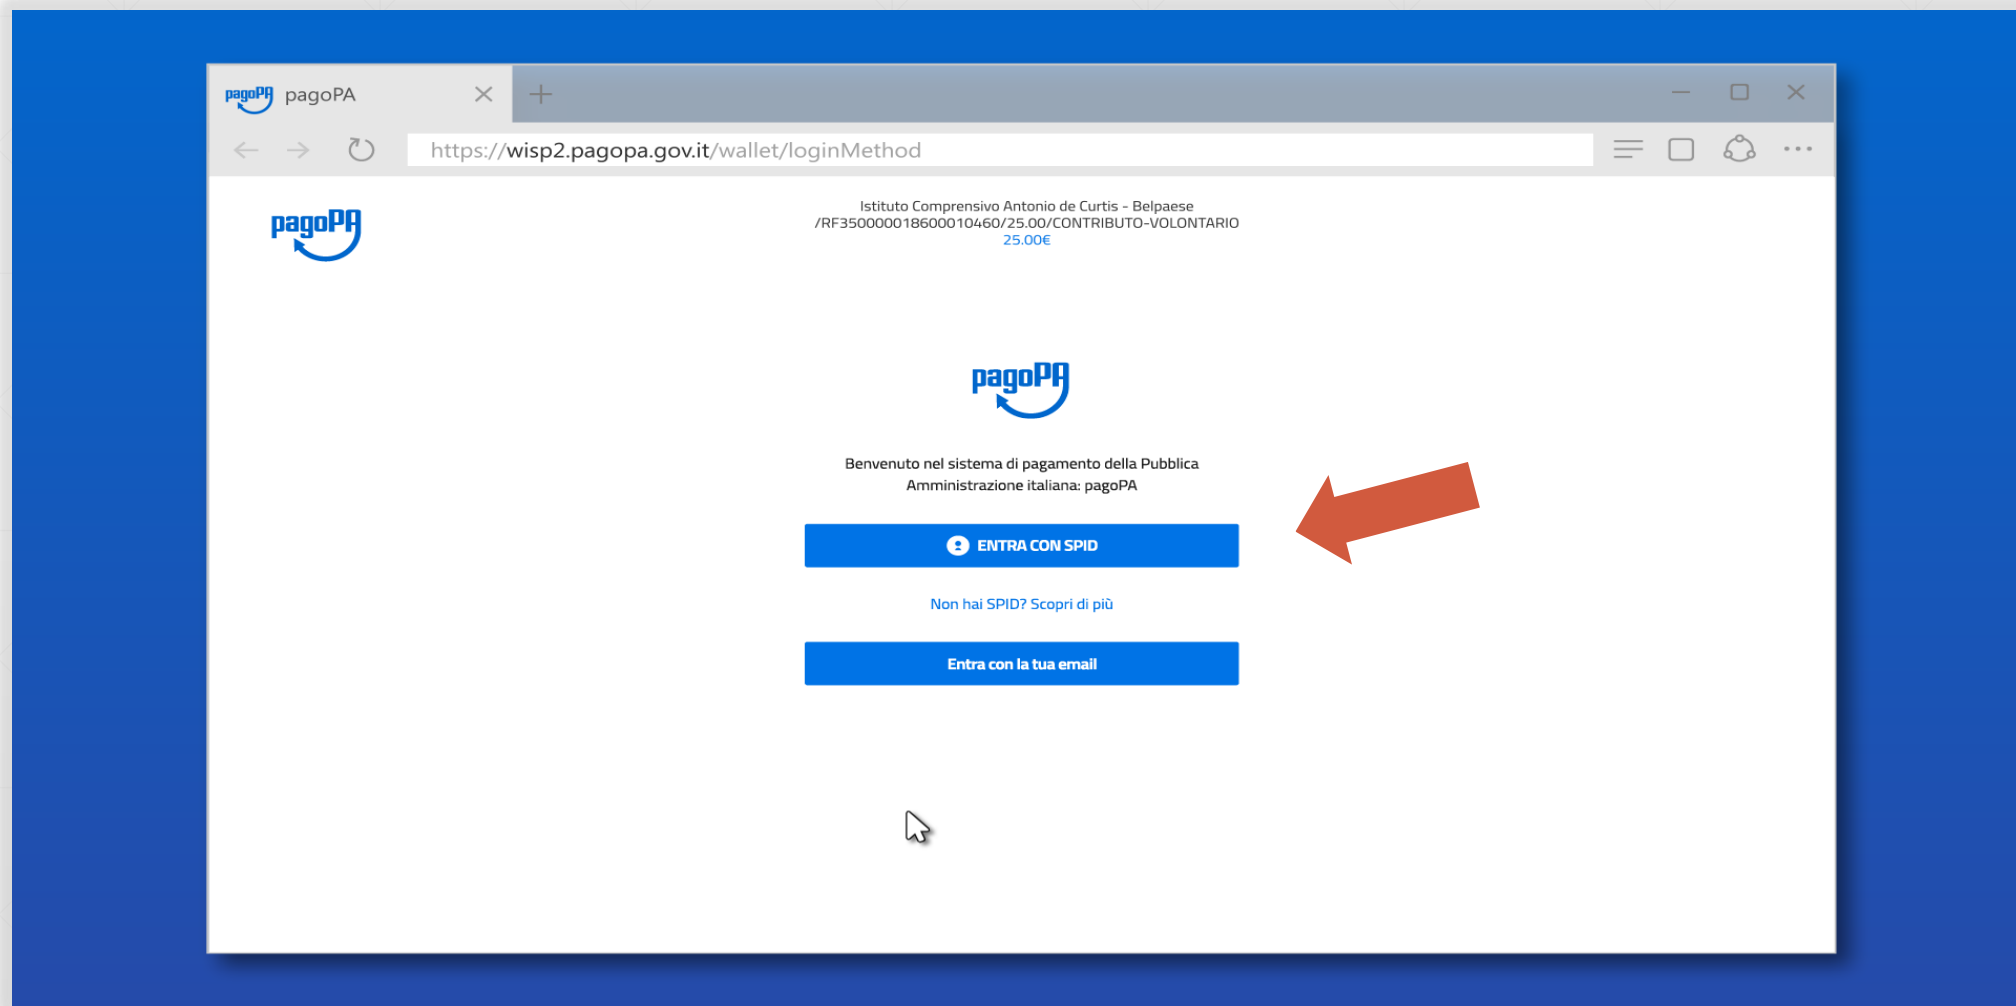 pagoPA pagoPA
https://wisp2.pagopa.gov.it/wallet/loginMethod
pagoPA
Istituto Comprensivo Antonio de Curtis - Belpaese
/RF350000018600010460/25.00/CONTRIBUTO-VOLONTARIO
25.00€
pagoPA
Benvenuto nel sistema di pagamento della Pubblica
Amministrazione italiana: pagoPA
ENTRA CON SPID
Non hai SPID? Scopri di più
Entra con la tua email